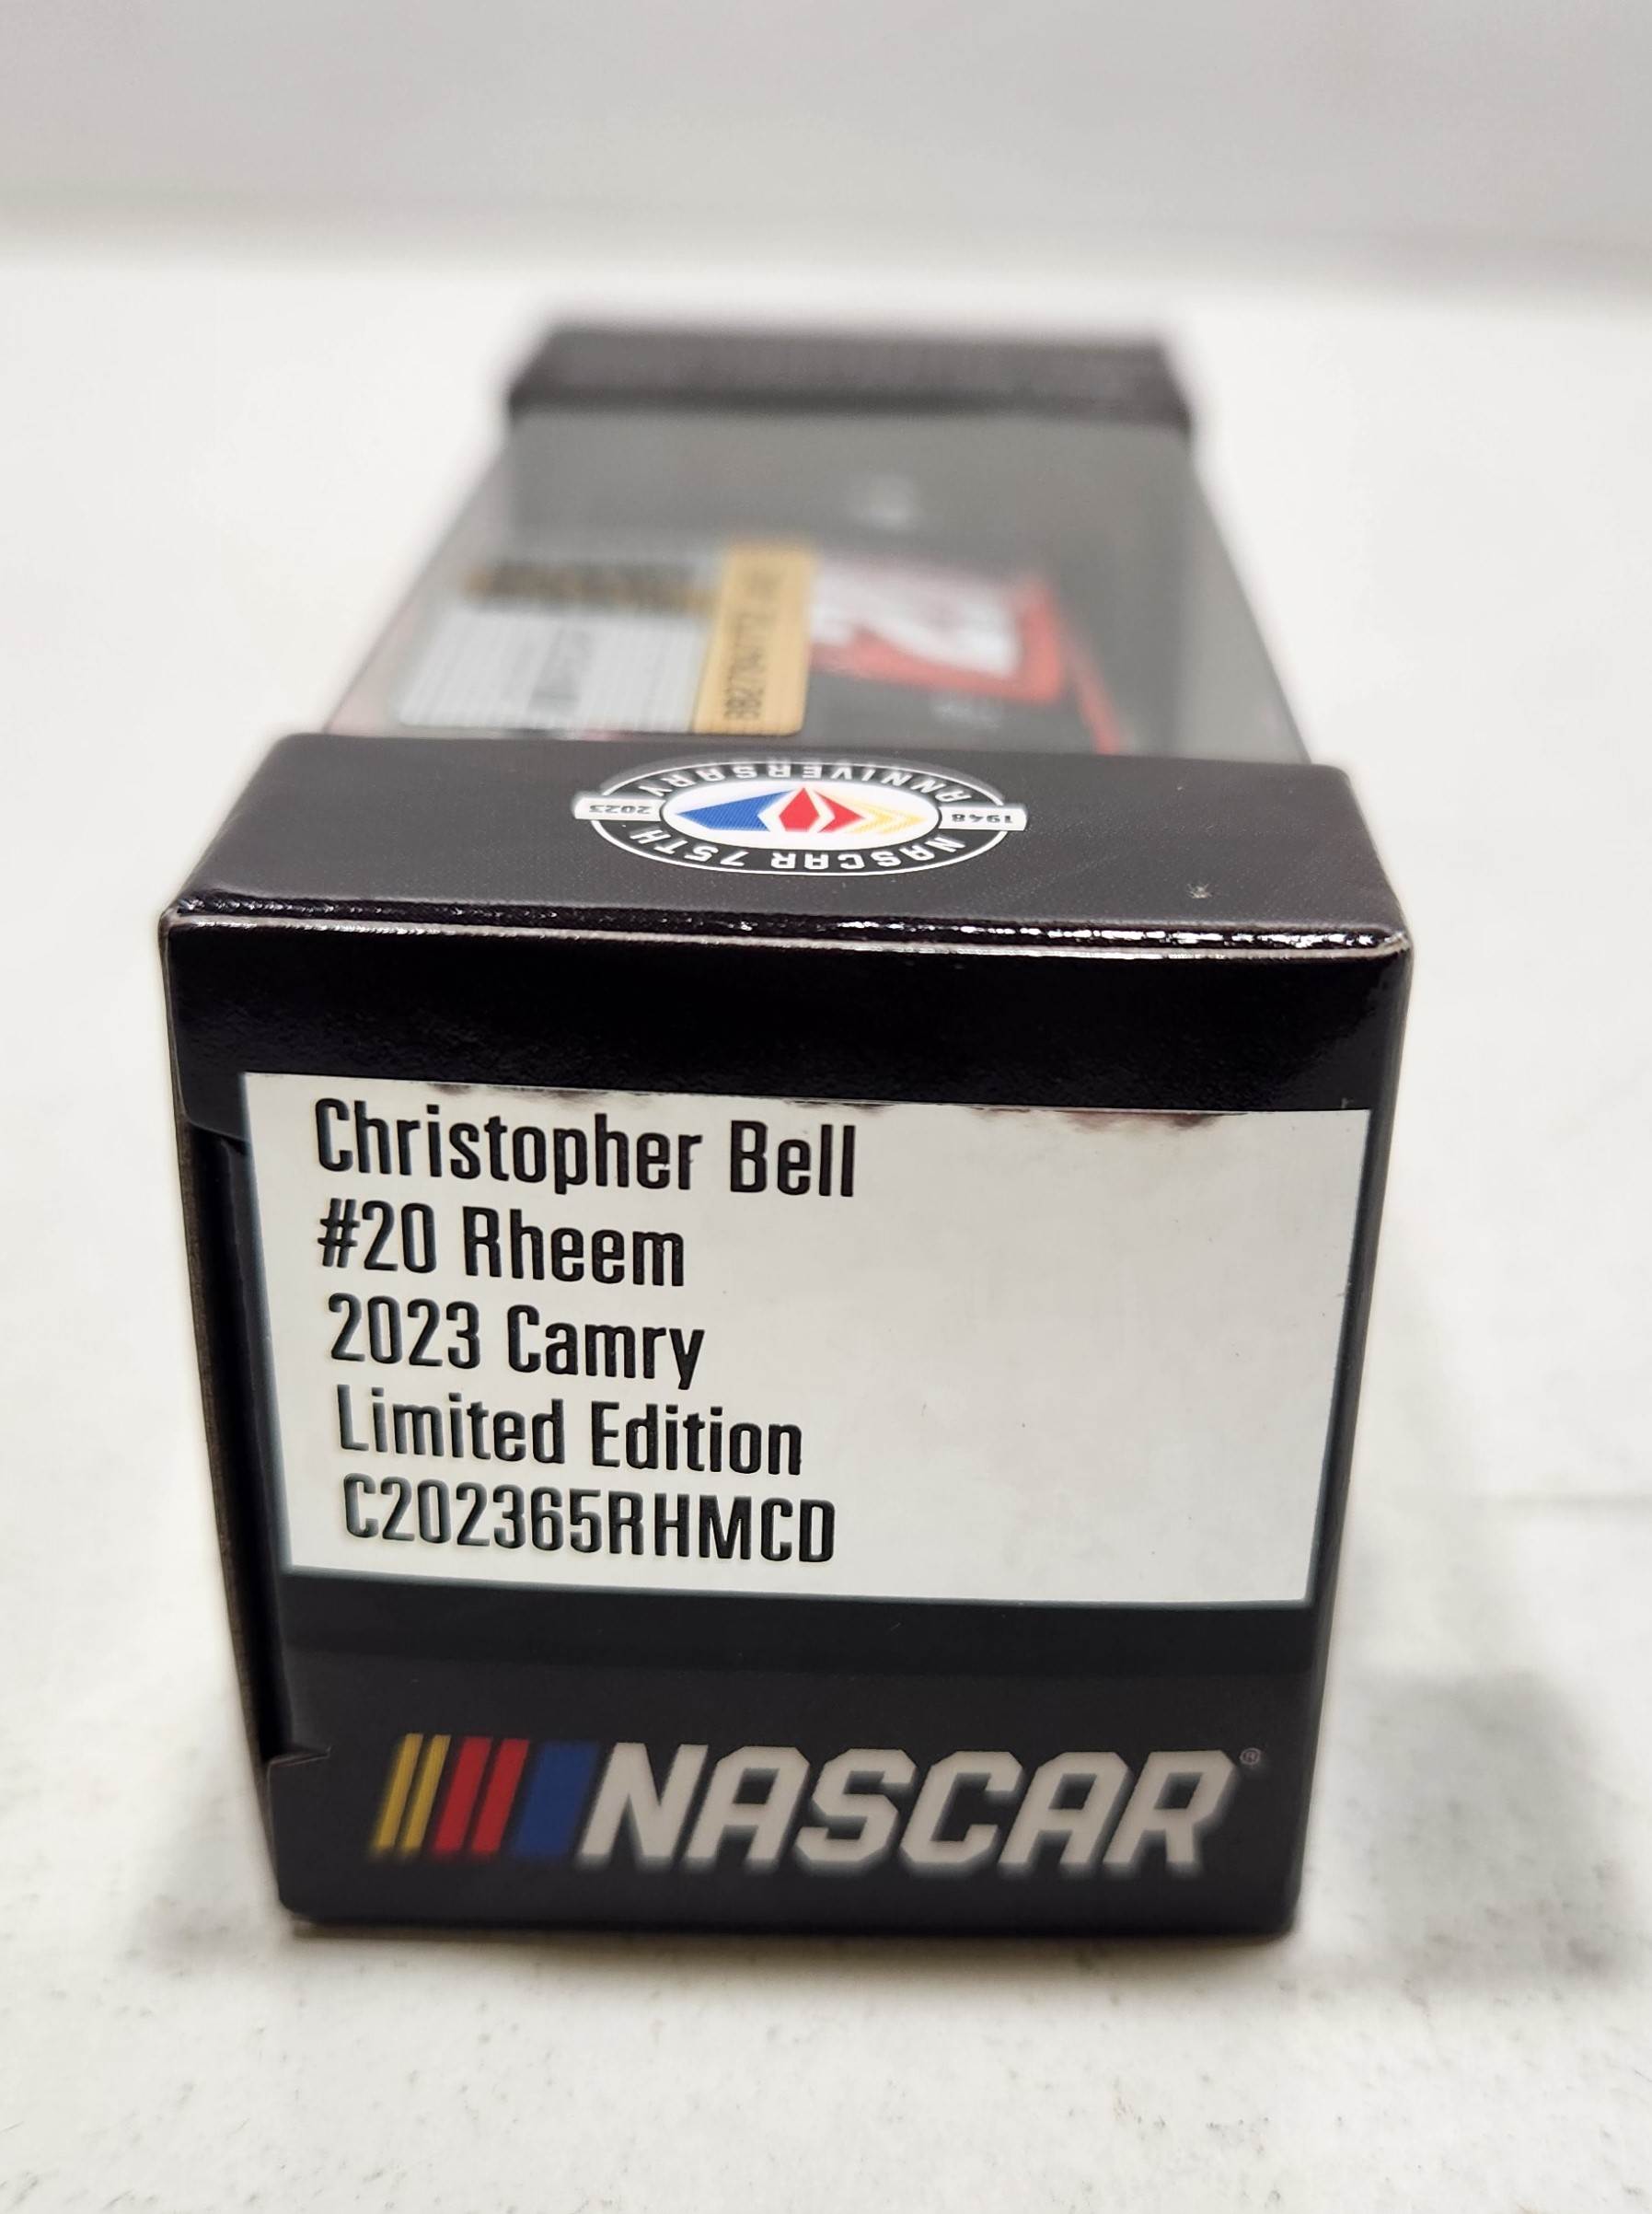 NASCAR 75TH ANNIVERSARY
1948 2023
Christopher Bell
#20 Rheem
2023 Camry
Limited Edition
C202365RHMCD
NASCAR®